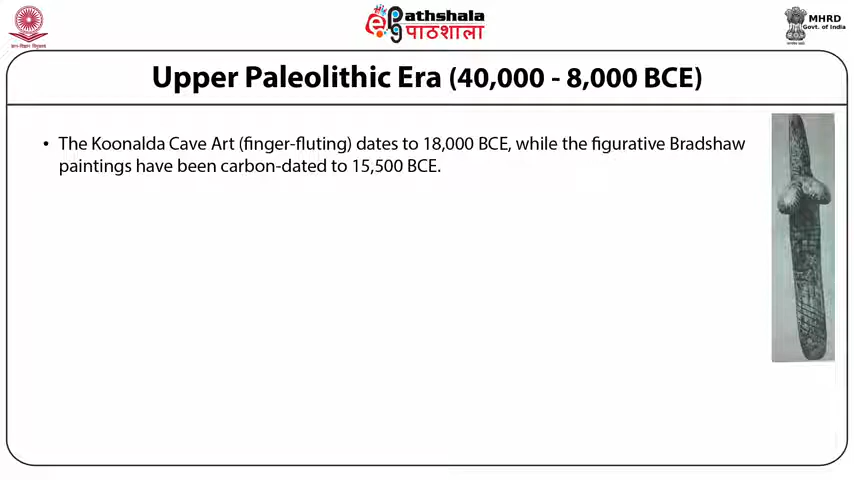 ePathshala
पाठशाला
MHRD
Govt. of India
Upper Paleolithic Era (40,000 - 8,000 BCE)
• The Koonalda Cave Art (finger-fluting) dates to 18,000 BCE, while the figurative Bradshaw
paintings have been carbon-dated to 15,500 BCE.